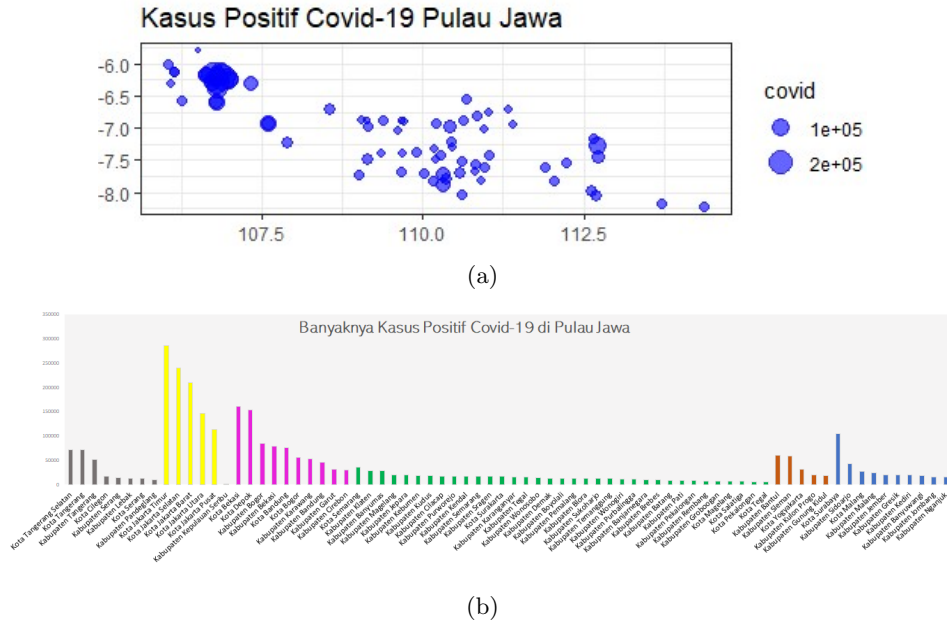 Kasus Positif Covid-19 Pulau Jawa
-6.0
-6.5
-7.0
-7.5
-8.0
107.5
110.0
112.5
covid
1e+05
2e+05
(a)
Banyaknya Kasus Positif Covid-19 di Pulau Jawa
350000
300000
250000
200000
150000
100000
50000
0
Kota Tangerang Selatan
Kota Tangerang
Kabupaten Tangerang
Kota Cilegon
Kabupaten Serang
Kabupaten Lebak
Kota Serang
Kabupaten Pandeglang
Kota Jakarta Timur
Kota Jakarta Selatan
Kota Jakarta Barat
Kota Jakarta Utara
Kota Jakarta Pusat
Kabupaten Kepulauan Seribu
Kota Bekasi
Kota Depok
Kabupaten Bogor
Kabupaten Bekasi
Kota Bandung
Kabupaten Karawang
Kota Bogor
Kabupaten Bandung
Kabupaten Garut
Kabupaten Cirebon
Kota Semarang
Kabupaten Klaten
Kabupaten Banyumas
Kabupaten Magelang
Kabupaten Jepara
Kabupaten Kebumen
Kabupaten Kudus
Kabupaten Cilacap
Kabupaten Purworejo
Kabupaten Semarang
Kabupaten Kendal
Kabupaten Sragen
Kota Surakarta
Kabupaten Karanganyar
Kabupaten Tegal
Kabupaten Wonosobo
Kabupaten Demak
Kabupaten Boyolali
Kabupaten Pemalang
Kabupaten Blora
Kabupaten Sukoharjo
Kabupaten Temanggung
Kabupaten Wonogiri
Kabupaten Purbalingga
Kabupaten Banjarnegara
Kabupaten Brebes
Kabupaten Batang
Kabupaten Pati
Kabupaten Pekalongan
Kabupaten Rembang
Kabupaten Grobogan
Kota Magelang
Kota Salatiga
Kota Pekalongan
Kota Tegal
Kabupaten Bantul
Kabupaten Sleman
Kota Yogyakarta
Kabupaten Kulon Progo
Kabupaten Gunung Kidul
Kota Surabaya
Kabupaten Sidoarjo
Kota Malang
Kabupaten Malang
Kabupaten Jember
Kabupaten Gresik
Kabupaten Kediri
Kabupaten Banyuwangi
Kabupaten Jombang
Kabupaten Nganjuk
(b)